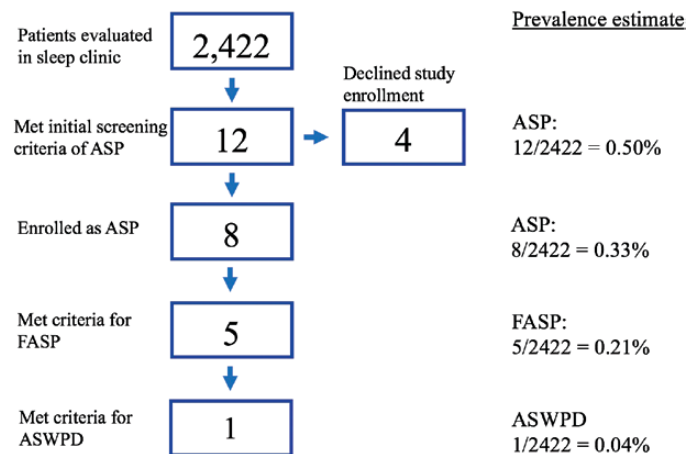 Prevalence estimate
Patients evaluated
in sleep clinic
2,422
Declined study
enrollment
Met initial screening
criteria of ASP
12
4
ASP:
12/2422 = 0.50%
Enrolled as ASP
8
ASP:
8/2422 = 0.33%
Met criteria for
FASP
5
FASP:
5/2422 = 0.21%
Met criteria for
ASWPD
1
ASWPD
1/2422 = 0.04%